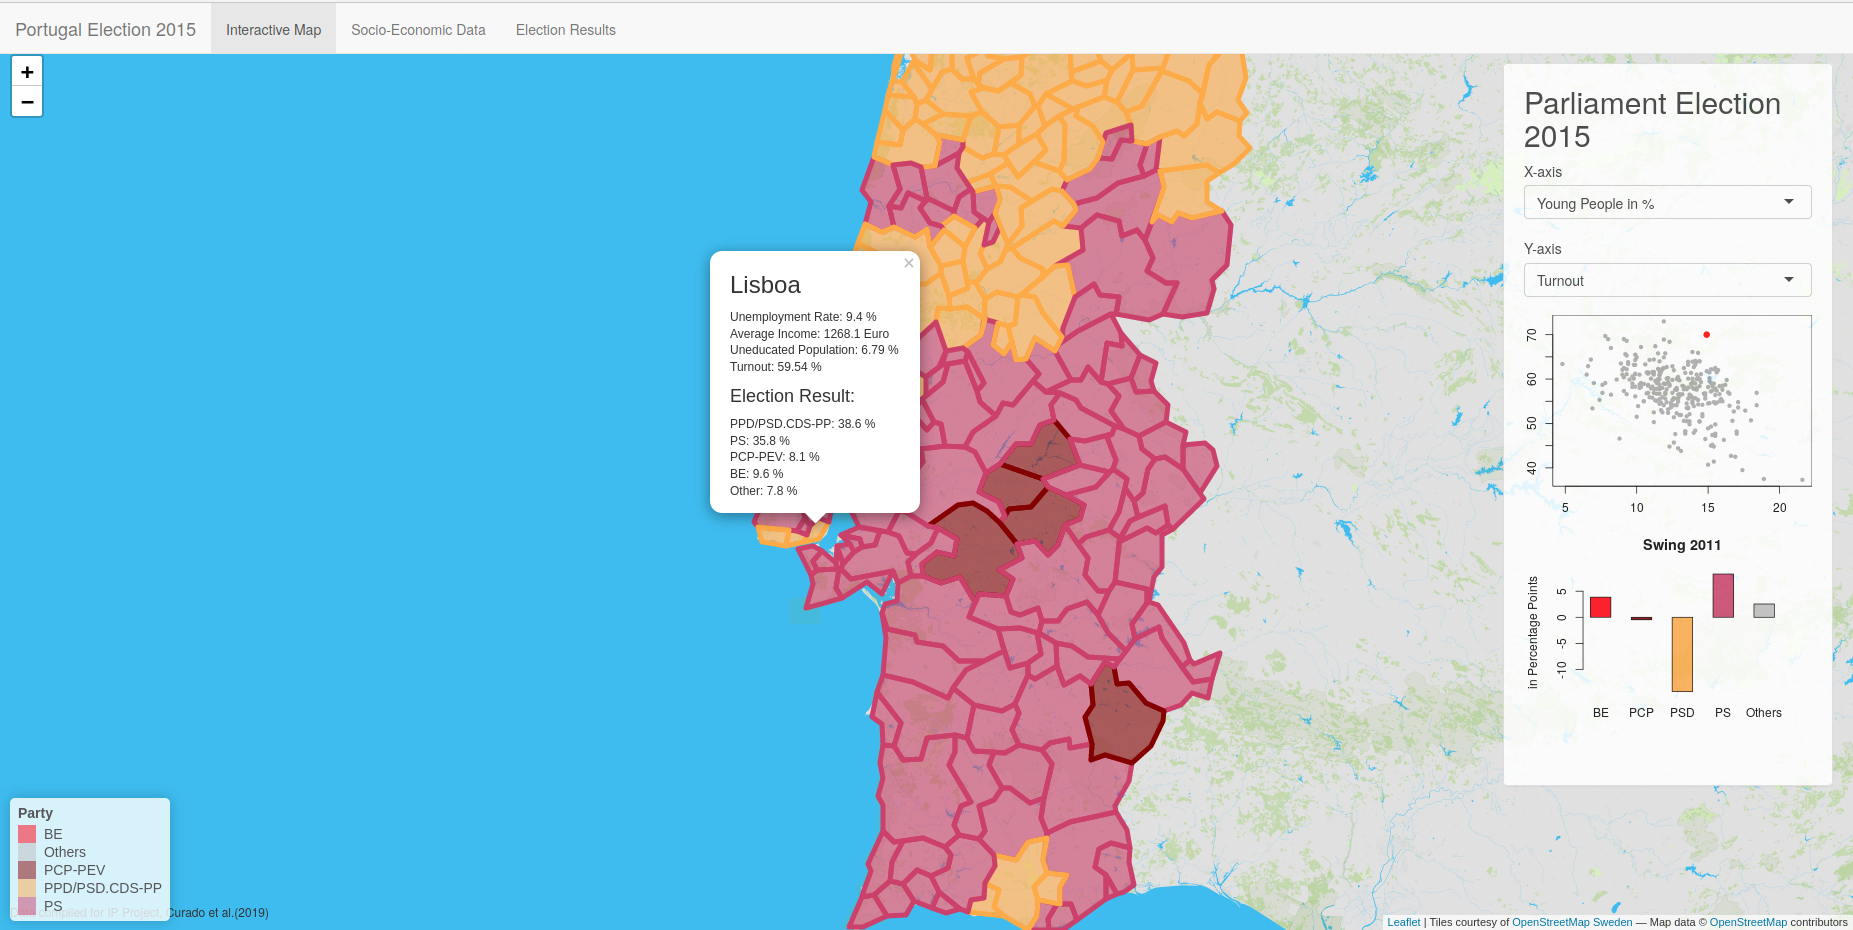 Portugal Election 2015
Interactive Map
Socio-Economic Data
Election Results
+
−
Lisboa
×
Unemployment Rate: 9.4 %
Average Income: 1268.1 Euro
Uneducated Population: 6.79 %
Turnout: 59.54 %
Election Result:
PPD/PSD.CDS-PP: 38.6 %
PS: 35.8 %
PCP-PEV: 8.1 %
BE: 9.6 %
Other: 7.8 %
Parliament Election
2015
X-axis
Young People in %
Y-axis
Turnout
70
60
50
40
5 10 15 20
Swing 2011
in Percentage Points
5
0
-5
-10
BE PCP PSD PS Others
Party
BE
Others
PCP-PEV
PPD/PSD.CDS-PP
PS
compiled for IP Project, Curado et al.(2019)
Leaflet | Tiles courtesy of OpenStreetMap Sweden — Map data © OpenStreetMap contributors